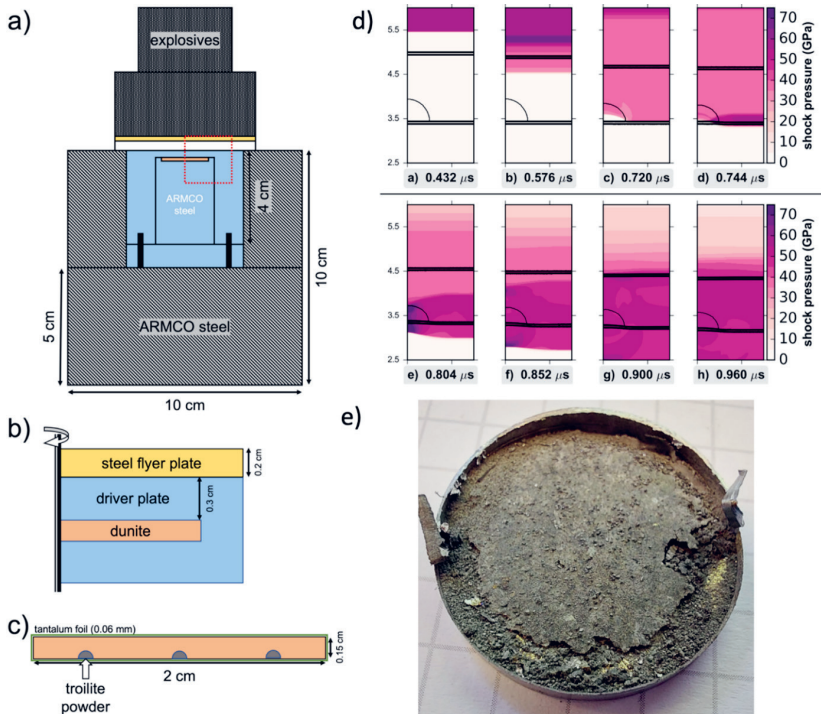 a)
explosives
ARMCO
steel
4 cm
10 cm
5 cm
ARMCO steel
10 cm
b)
steel flyer plate
0.2 cm
driver plate
0.3 cm
dunite
c)
tantalum foil (0.06 mm)
0.15 cm
2 cm
troilite
powder
d)
5.5
4.5
3.5
2.5
a) 0.432 μs
b) 0.576 μs
c) 0.720 μs
d) 0.744 μs
70
60
50
40
30
20
10
0
shock pressure (GPa)
5.5
4.5
3.5
2.5
e) 0.804 μs
f) 0.852 μs
g) 0.900 μs
h) 0.960 μs
70
60
50
40
30
20
10
0
shock pressure (GPa)
e)